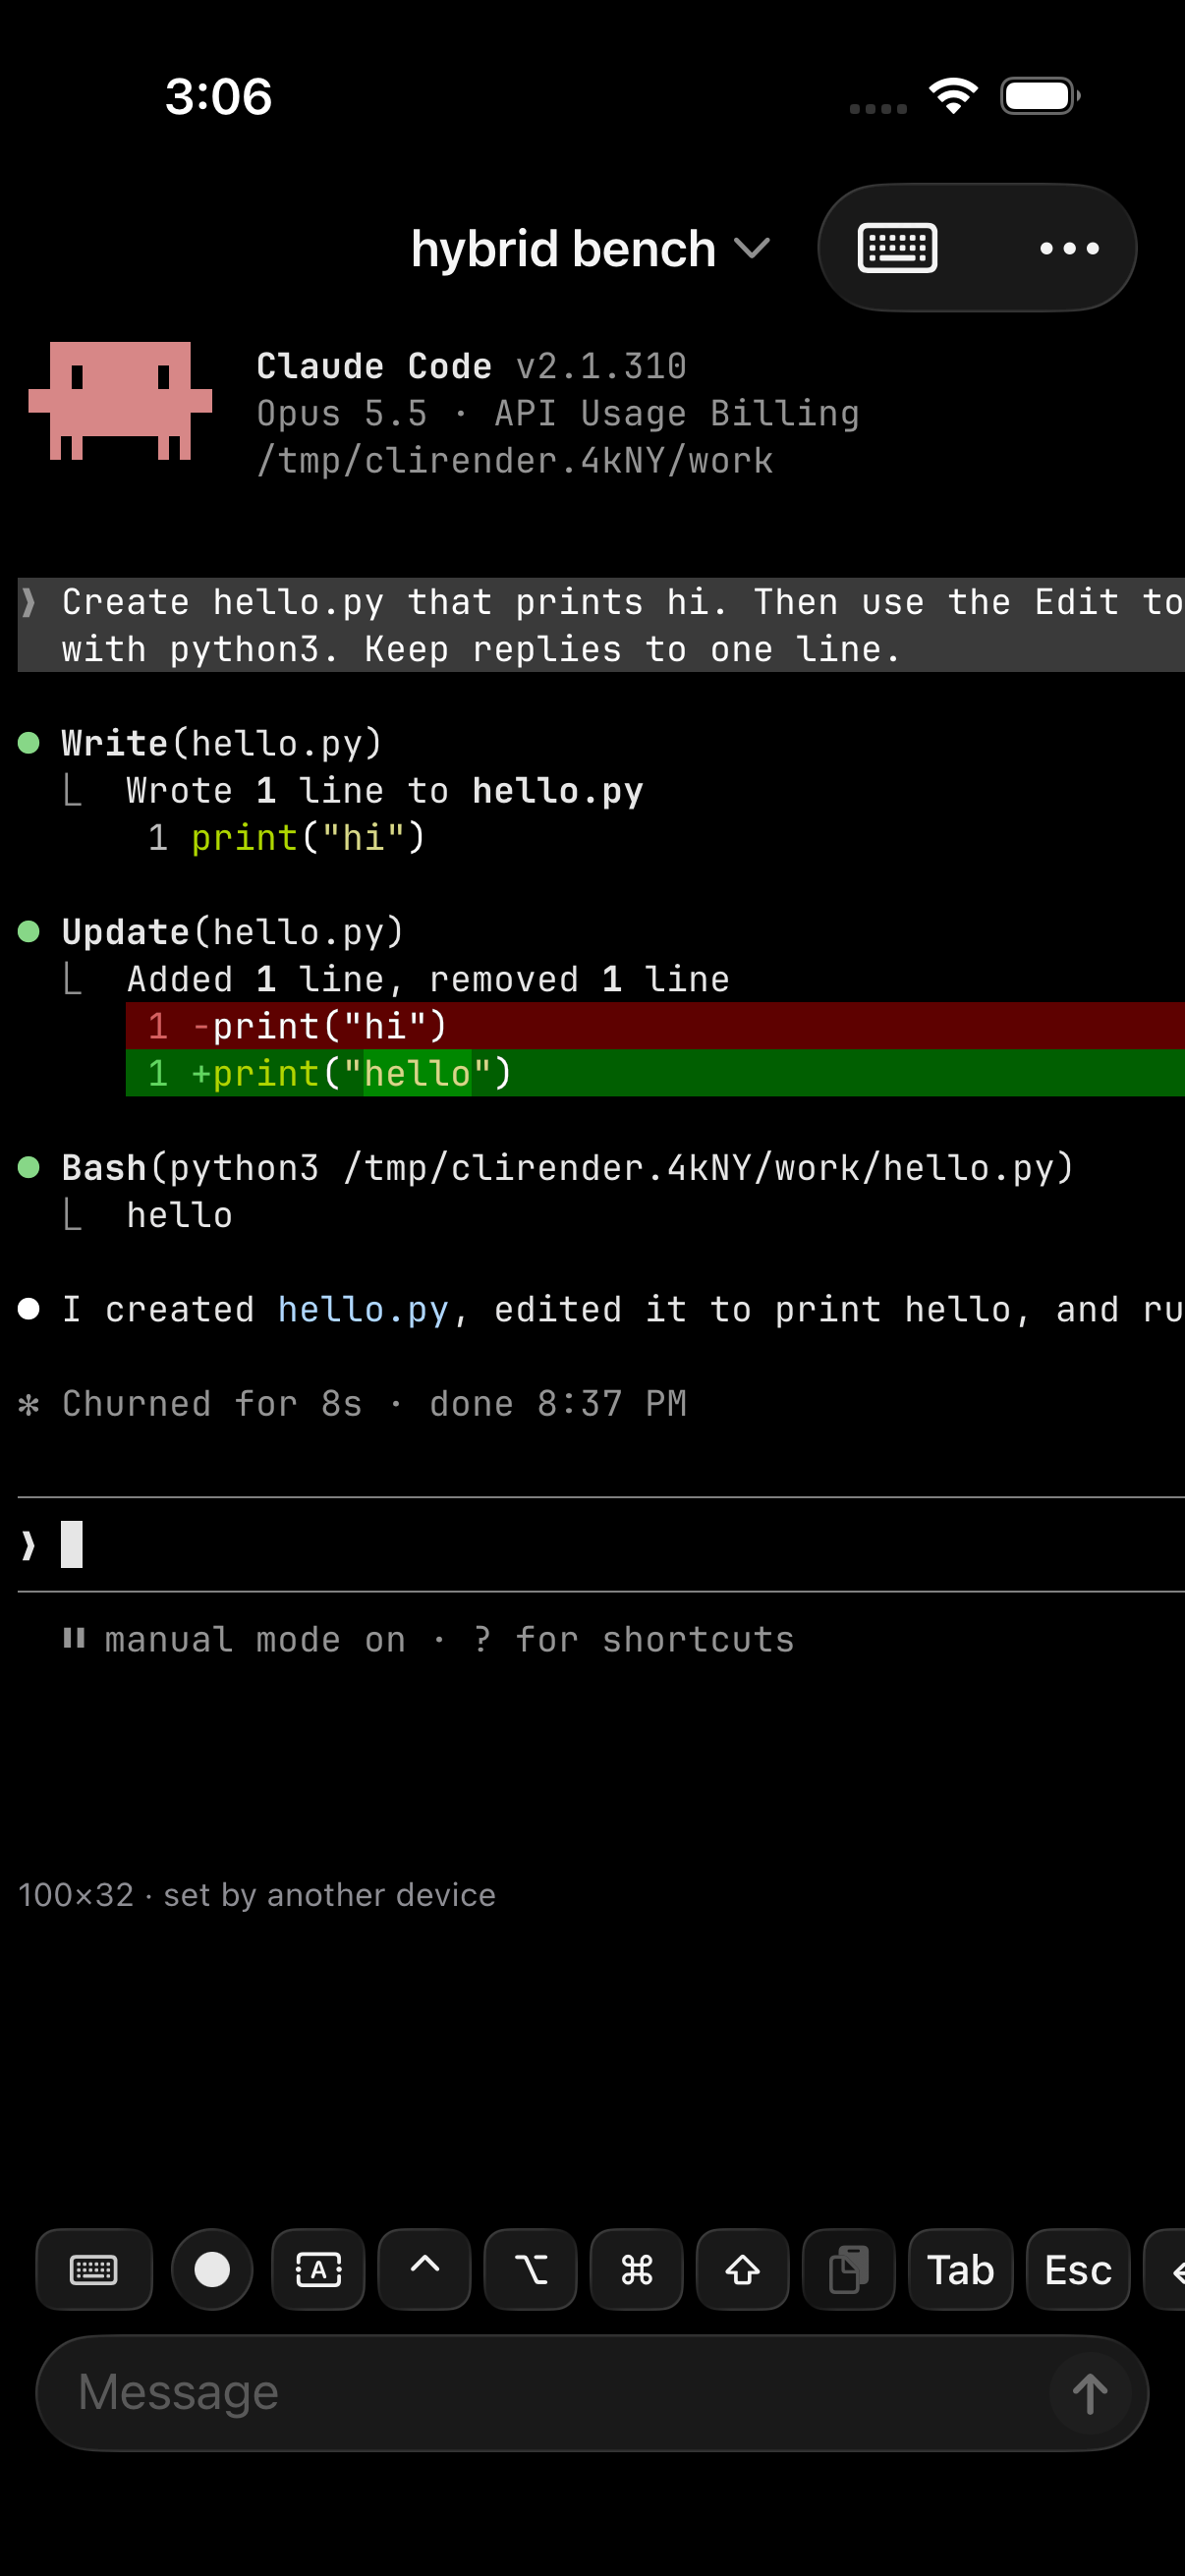 3:06
hybrid bench
Claude Code v2.1.310
Opus 5.5 · API Usage Billing
/tmp/clirender.4kNY/work
❯ Create hello.py that prints hi. Then use the Edit to
with python3. Keep replies to one line.
● Write(hello.py)
⎿ Wrote 1 line to hello.py
1 print("hi")
● Update(hello.py)
⎿ Added 1 line, removed 1 line
1 -print("hi")
1 +print("hello")
● Bash(python3 /tmp/clirender.4kNY/work/hello.py)
⎿ hello
● I created hello.py, edited it to print hello, and ru
✻ Churned for 8s · done 8:37 PM
❯
⏸ manual mode on · ? for shortcuts
100×32 · set by another device
A ^ ⌥ ⌘ ⇧ Tab Esc
Message